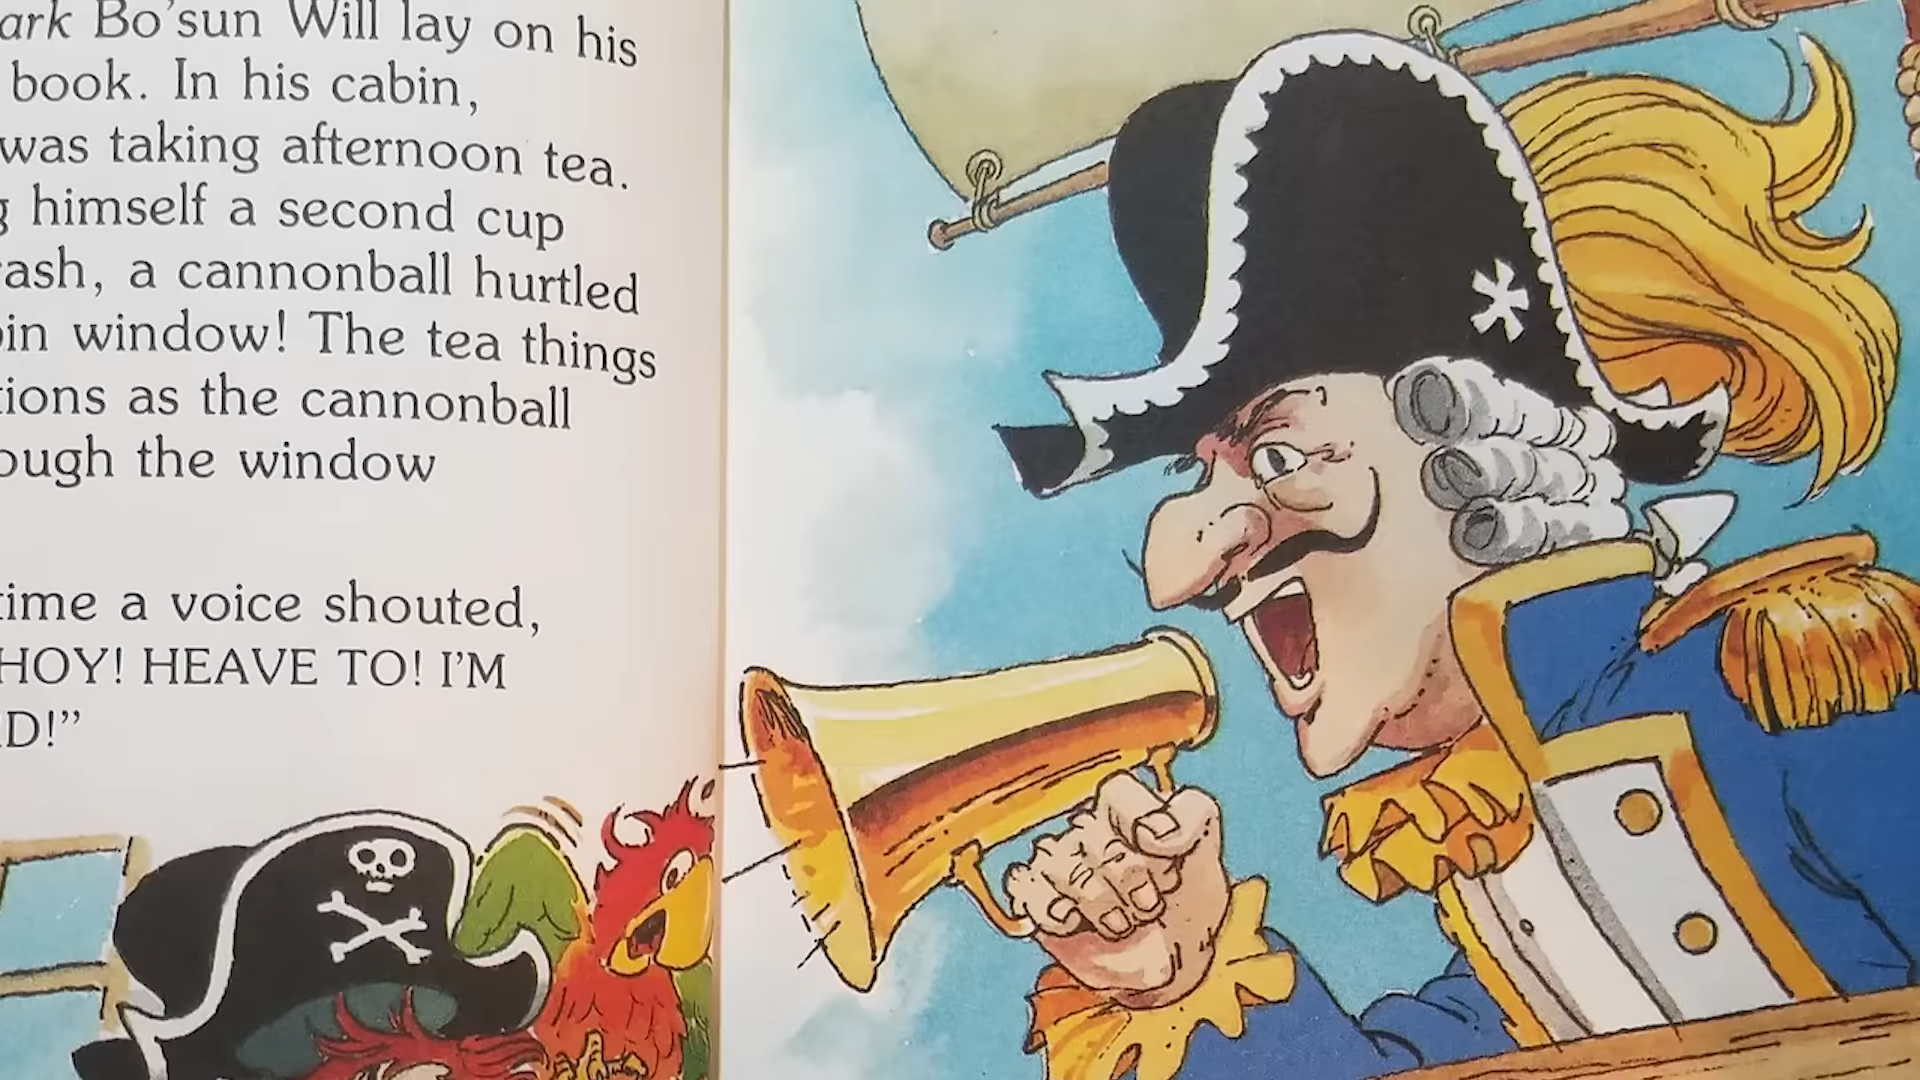 ark Bo'sun Will lay on his
book. In his cabin,
was taking afternoon tea.
g himself a second cup
ash, a cannonball hurtled
in window! The tea things
tions as the cannonball
ough the window
time a voice shouted,
HOY! HEAVE TO! I'M
D!”